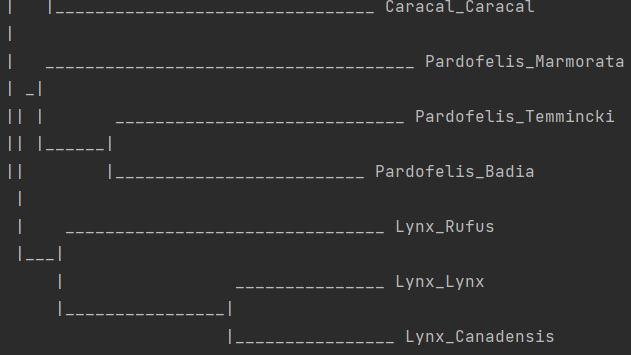 Caracal_Caracal
Pardofelis_Marmorata
Pardofelis_Temmincki
Pardofelis_Badia
Lynx_Rufus
Lynx_Lynx
Lynx_Canadensis